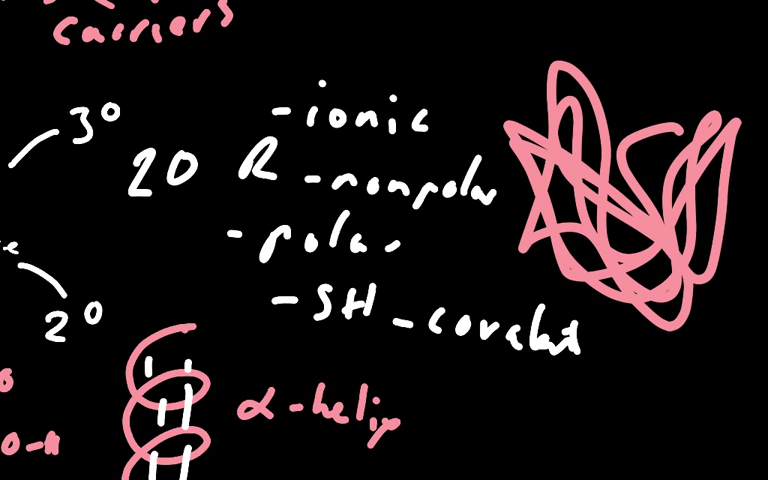 carriers
3° 20 R -ionic
-nonpolar
-polar
-SH -covalent
2°
α-helix
O-H